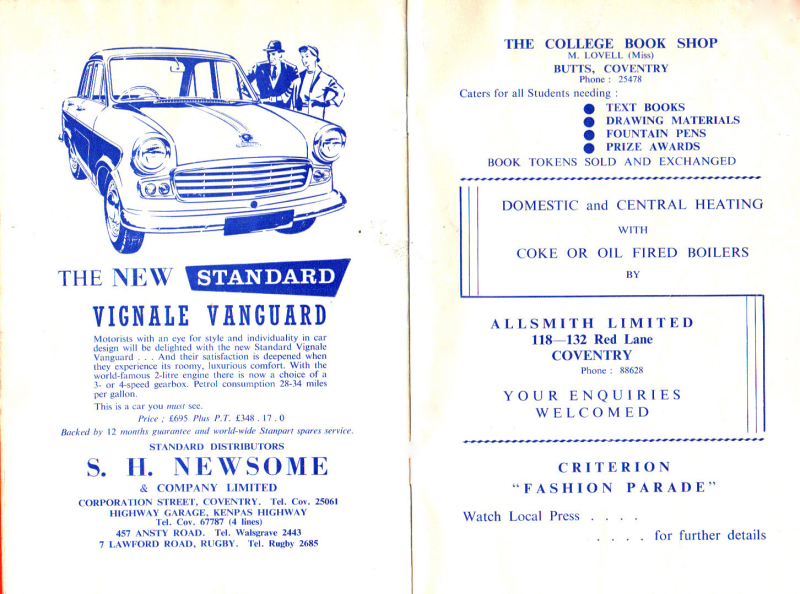 THE NEW STANDARD
VIGNALE VANGUARD
Motorists with an eye for style and individuality in car
design will be delighted with the new Standard Vignale
Vanguard . . . And their satisfaction is deepened when
they experience its roomy, luxurious comfort. With the
world-famous 2-litre engine there is now a choice of a
3- or 4-speed gearbox. Petrol consumption 28-34 miles
per gallon.
This is a car you must see.
Price ; £695 Plus P.T. £348 . 17 . 0
Backed by 12 months guarantee and world-wide Stanpart spares service.
STANDARD DISTRIBUTORS
S. H. NEWSOME
& COMPANY LIMITED
CORPORATION STREET, COVENTRY. Tel. Cov. 25061
HIGHWAY GARAGE, KENPAS HIGHWAY
Tel. Cov. 67787 (4 lines)
457 ANSTY ROAD. Tel. Walsgrave 2443
7 LAWFORD ROAD, RUGBY. Tel. Rugby 2685
THE COLLEGE BOOK SHOP
M. LOVELL (Miss)
BUTTS, COVENTRY
Phone : 25478
Caters for all Students needing :
● TEXT BOOKS
● DRAWING MATERIALS
● FOUNTAIN PENS
● PRIZE AWARDS
BOOK TOKENS SOLD AND EXCHANGED
DOMESTIC and CENTRAL HEATING
WITH
COKE OR OIL FIRED BOILERS
BY
ALLSMITH LIMITED
118—132 Red Lane
COVENTRY
Phone : 88628
YOUR ENQUIRIES
WELCOMED
CRITERION
"FASHION PARADE"
Watch Local Press . . . .
. . . . for further details